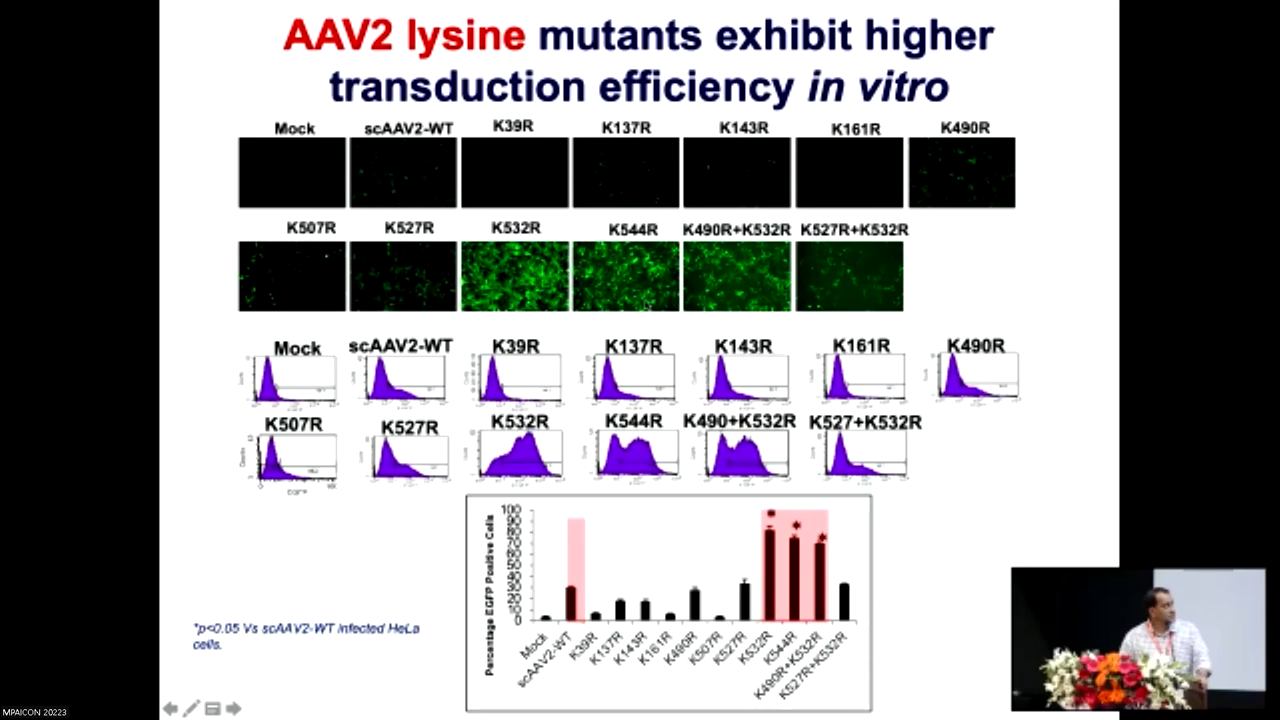 AAV2 lysine mutants exhibit higher
transduction efficiency in vitro
Mock scAAV2-WT K39R K137R K143R K161R K490R
K507R K527R K532R K544R K490R+K532R K527R+K532R
Mock scAAV2-WT K39R K137R K143R K161R K490R
K507R K527R K532R K544R K490+K532R K527+K532R
Counts
EGFP
Percentage EGFP Positive Cells
100
90
80
70
60
50
40
30
20
10
0
* * *
Mock
scAAV2-WT
K39R
K137R
K143R
K161R
K490R
K507R
K527R
K532R
K544R
K490R+K532R
K527R+K532R
*p<0.05 Vs scAAV2-WT infected HeLa
cells.
MPAICON 20223